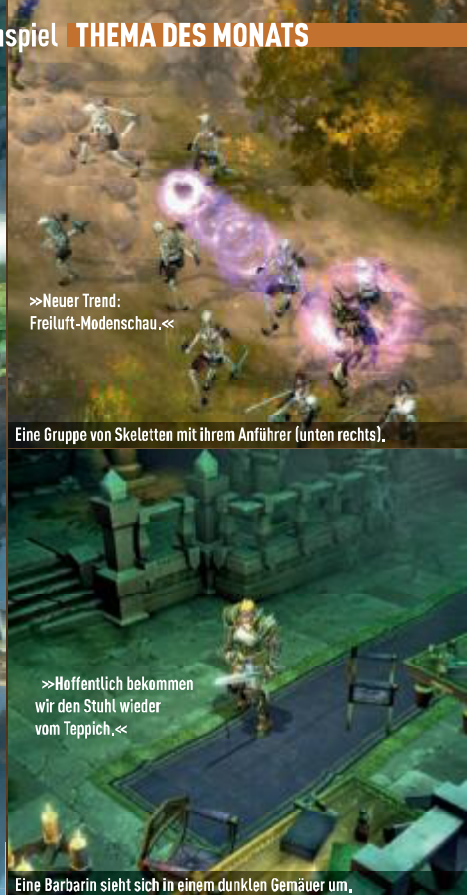 nspiel THEMA DES MONATS
»Neuer Trend:
Freiluft-Modenschau.«
Eine Gruppe von Skeletten mit ihrem Anführer (unten rechts).
»Hoffentlich bekommen
wir den Stuhl wieder
vom Teppich.«
Eine Barbarin sieht sich in einem dunklen Gemäuer um.